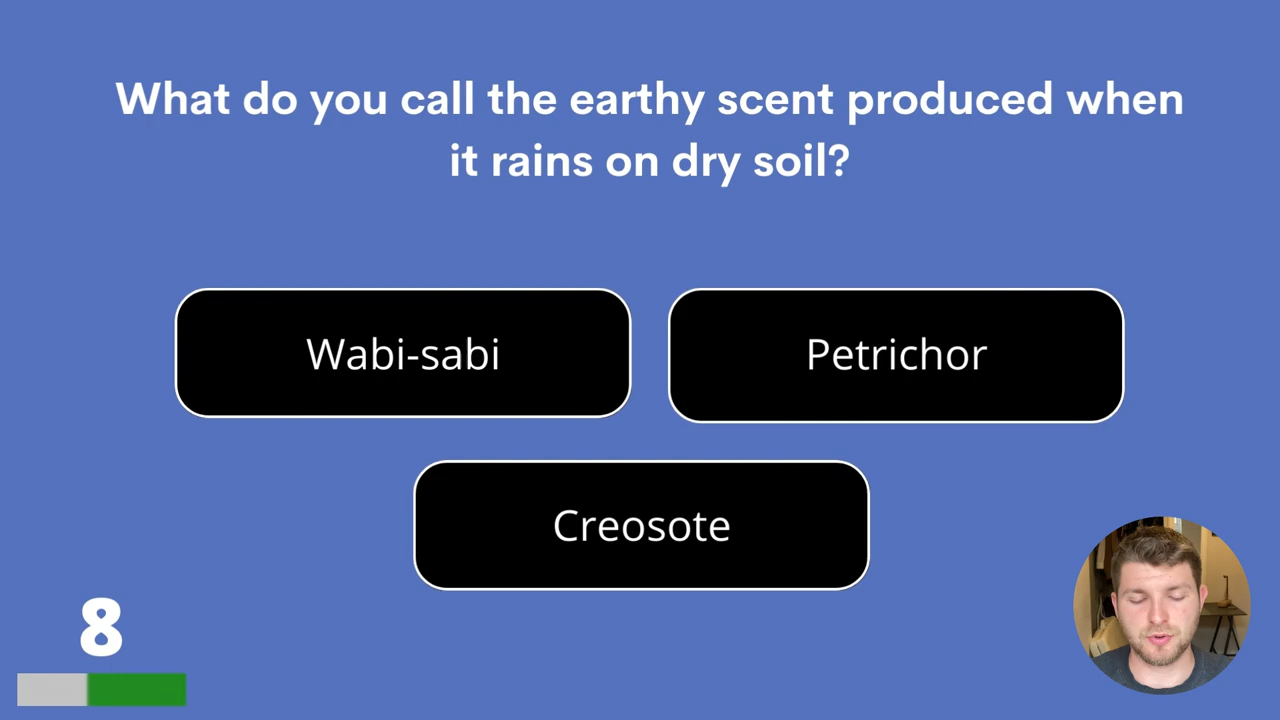 What do you call the earthy scent produced when
it rains on dry soil?
Wabi-sabi
Petrichor
Creosote
8